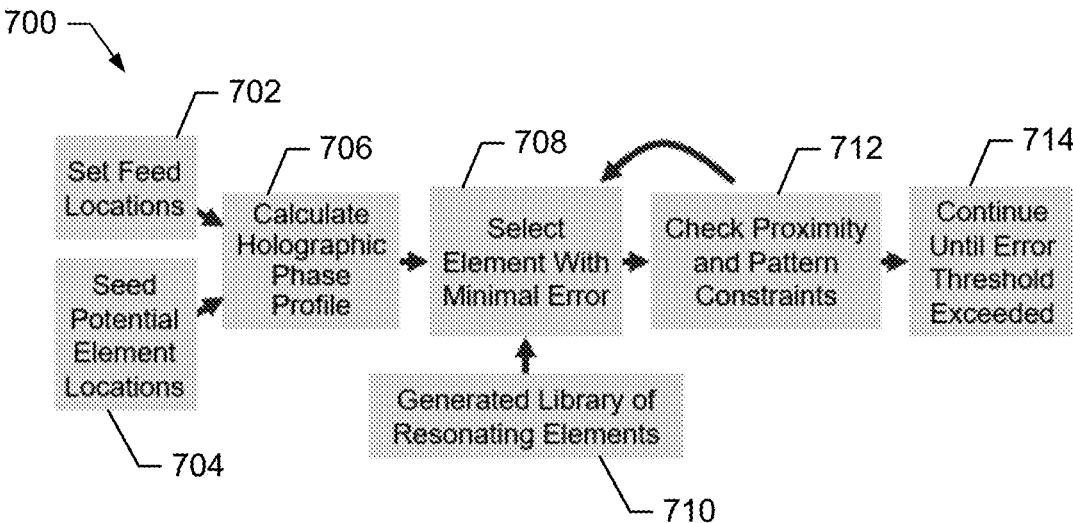 700
702
Set Feed
Locations
704
Seed
Potential
Element
Locations
706
Calculate
Holographic
Phase
Profile
708
Select
Element With
Minimal Error
710
Generated Library of
Resonating Elements
712
Check Proximity
and Pattern
Constraints
714
Continue
Until Error
Threshold
Exceeded